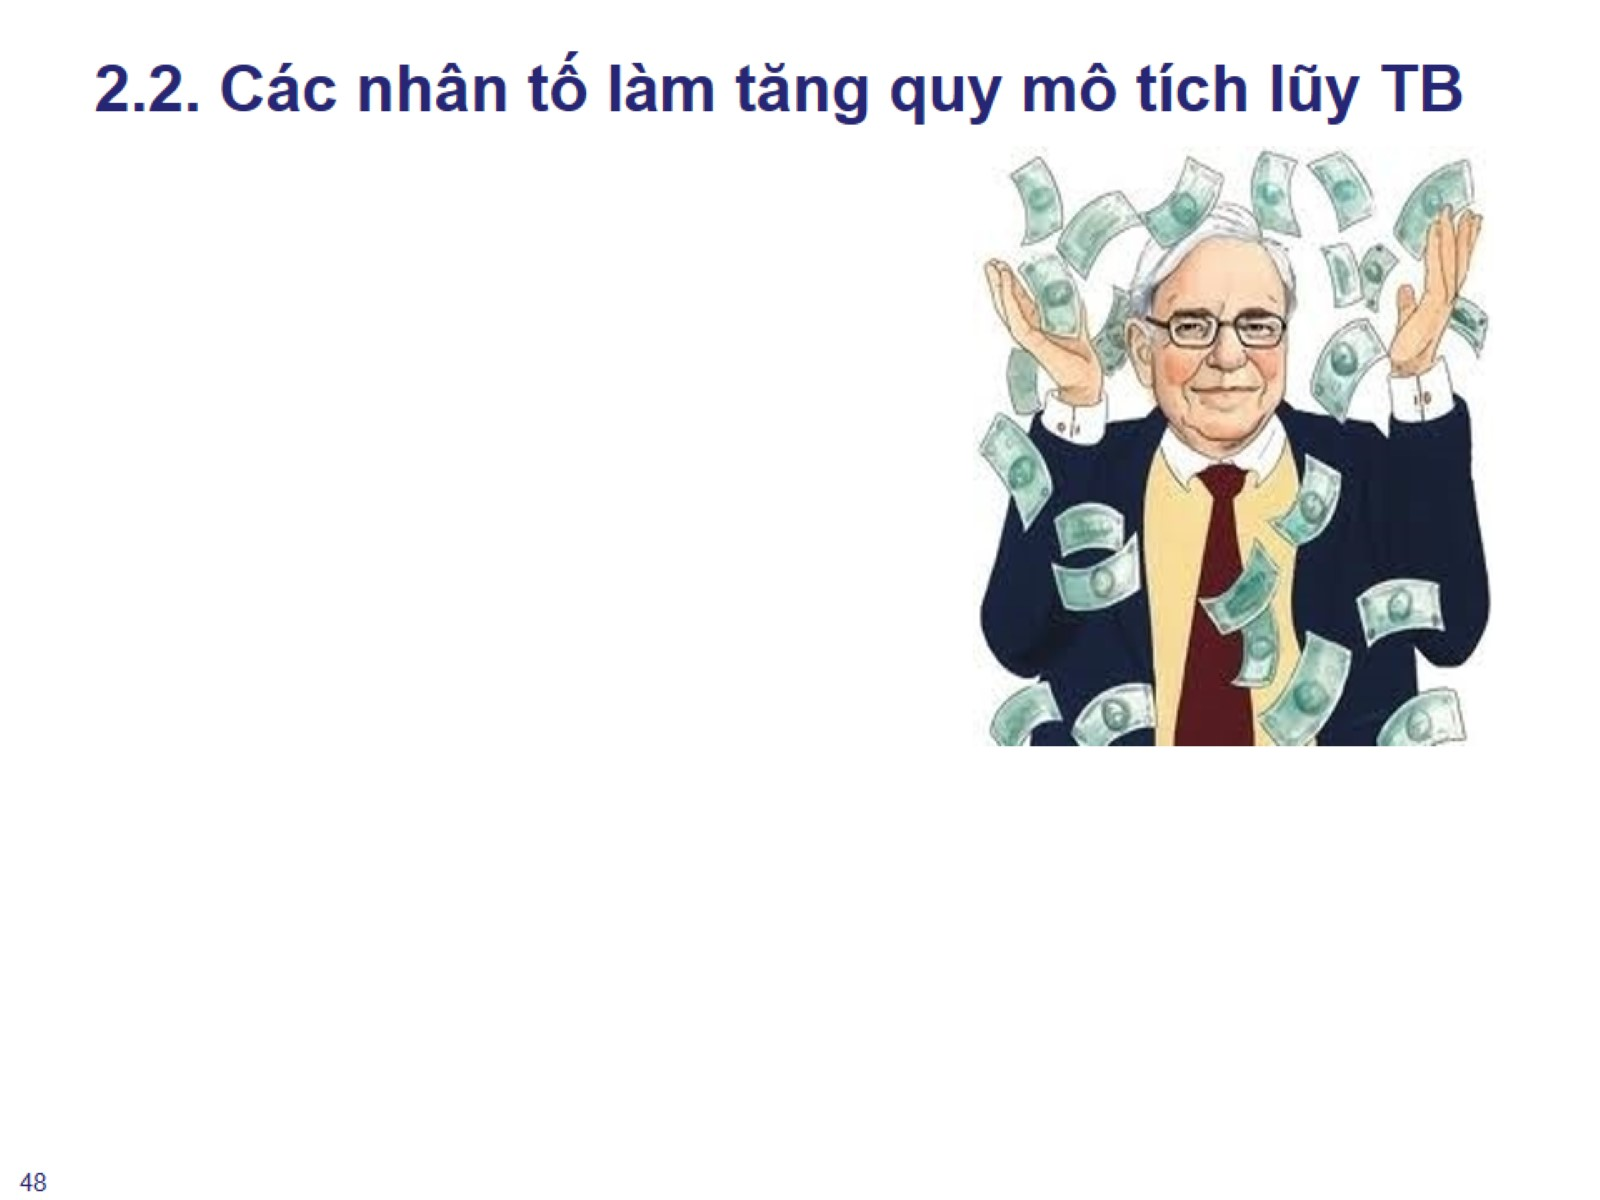 2.2. Các nhân tố làm tăng quy mô tích lũy TB
48